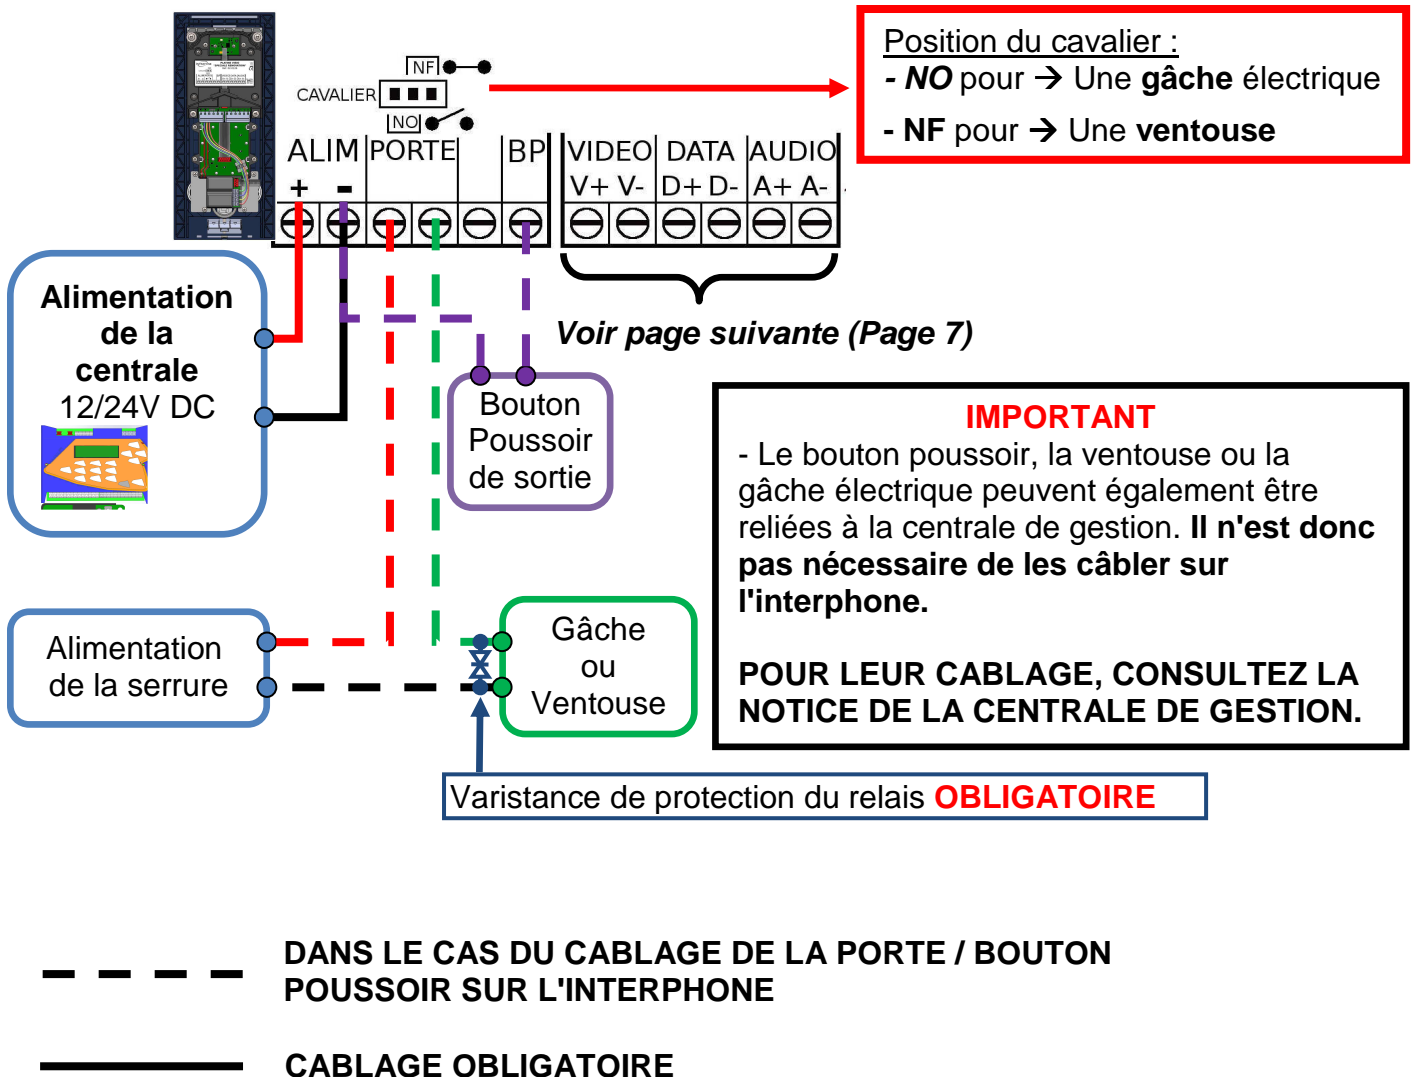 Position du cavalier :
- NO pour → Une gâche électrique
- NF pour → Une ventouse
NF
CAVALIER
NO
ALIM PORTE BP VIDEO DATA AUDIO
+ - V+ V- D+ D- A+ A-
Alimentation
de la
centrale
12/24V DC
Voir page suivante (Page 7)
Bouton
Poussoir
de sortie
IMPORTANT
- Le bouton poussoir, la ventouse ou la
gâche électrique peuvent également être
reliées à la centrale de gestion. Il n'est donc
pas nécessaire de les câbler sur
l'interphone.
POUR LEUR CABLAGE, CONSULTEZ LA
NOTICE DE LA CENTRALE DE GESTION.
Alimentation
de la serrure
Gâche
ou
Ventouse
Varistance de protection du relais OBLIGATOIRE
DANS LE CAS DU CABLAGE DE LA PORTE / BOUTON
POUSSOIR SUR L'INTERPHONE
CABLAGE OBLIGATOIRE